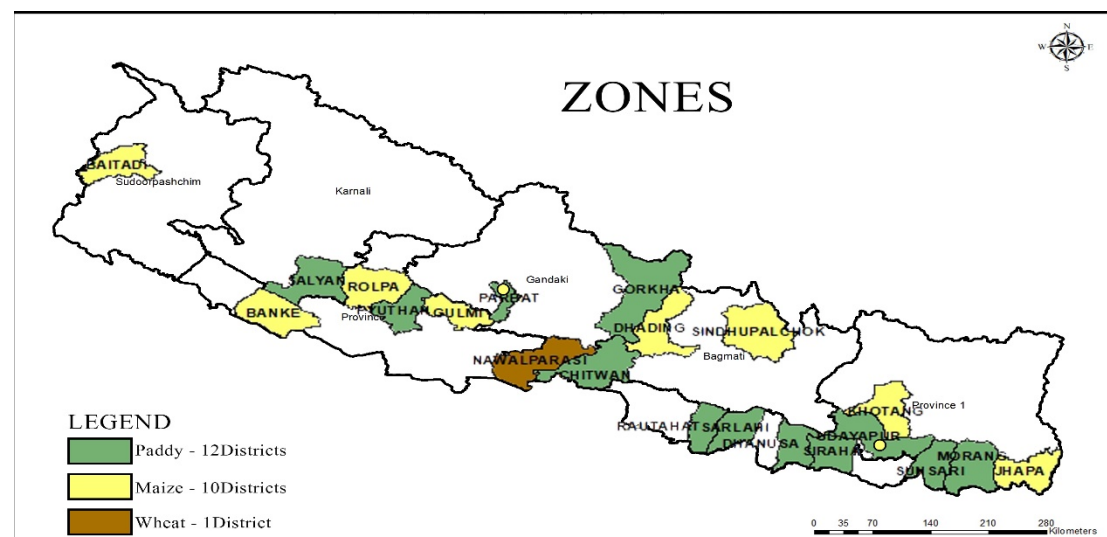 N
W E
S
ZONES
BAITADI
Sudoorpashchim
Karnali
Gandaki
SALYAN
ROLPA
PYUTHAN
GULMI
PARBAT
BANKE
Province
GORKHA
DHADING
SINDHUPALCHOK
Bagmati
NAWALPARASI
CHITWAN
KHOTANG
Province 1
RAUTAHAT
SARLAHI
DHANUSA
SIRAHA
UDAYAPUR
SUNSARI
MORANG
JHAPA
LEGEND
Paddy - 12Districts
Maize - 10Districts
Wheat - 1District
0 35 70 140 210 280
Kilometers